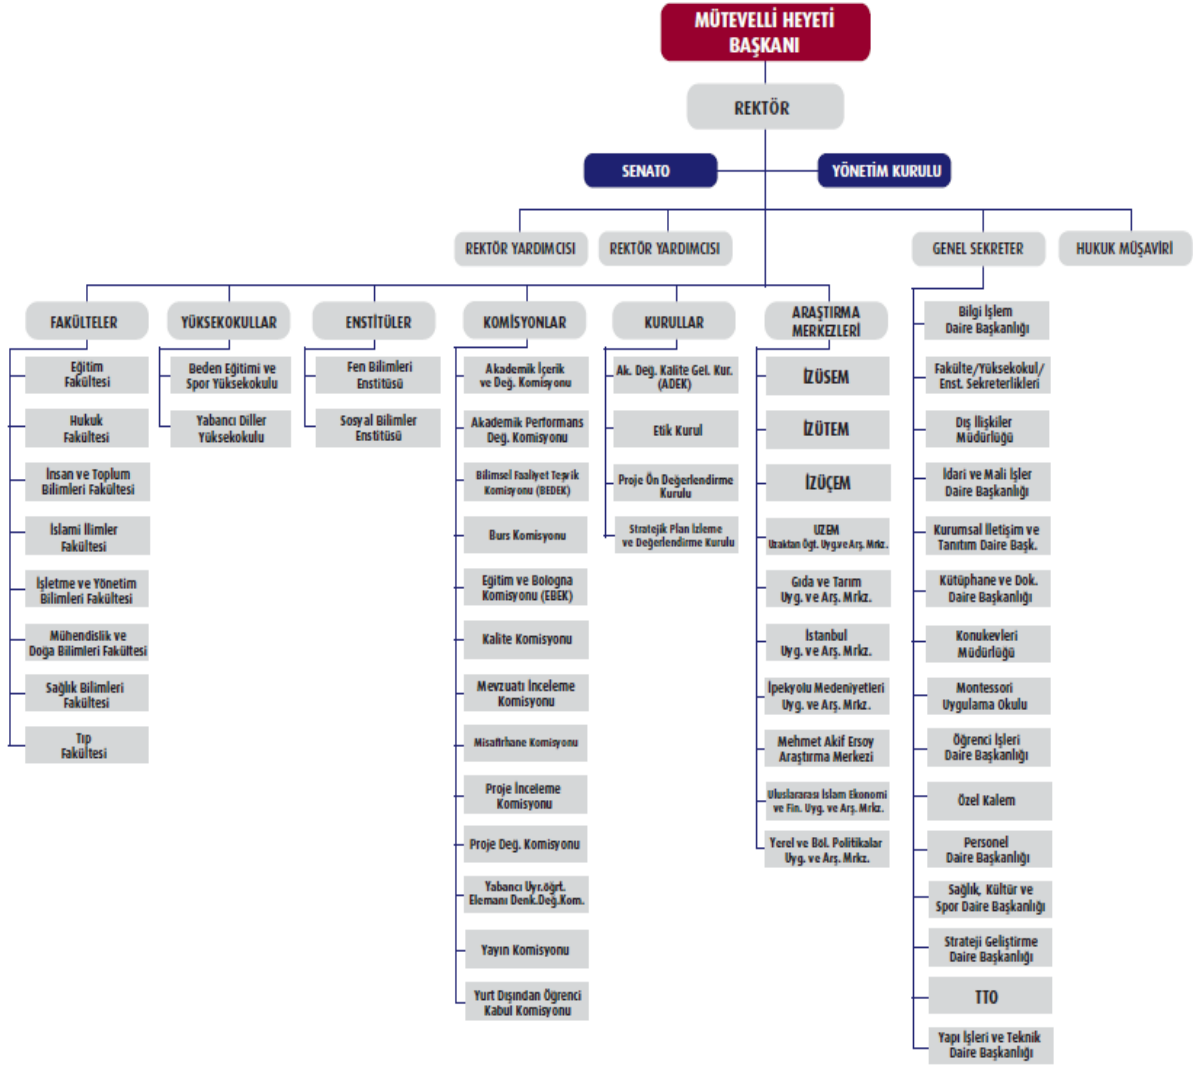 MÜTEVELLİ HEYETİ
BAŞKANI
REKTÖR
SENATO
YÖNETİM KURULU
REKTÖR YARDIMCISI
REKTÖR YARDIMCISI
GENEL SEKRETER
HUKUK MÜŞAVİRİ
FAKÜLTELER
Eğitim
Fakültesi
Hukuk
Fakültesi
İnsan ve Toplum
Bilimleri Fakültesi
İslami İlimler
Fakültesi
İşletme ve Yönetim
Bilimleri Fakültesi
Mühendislik ve
Doğa Bilimleri Fakültesi
Sağlık Bilimleri
Fakültesi
Tıp
Fakültesi
YÜKSEKOKULLAR
Beden Eğitimi ve
Spor Yüksekokulu
Yabancı Diller
Yüksekokulu
ENSTİTÜLER
Fen Bilimleri
Enstitüsü
Sosyal Bilimler
Enstitüsü
KOMİSYONLAR
Akademik İçerik
ve Değ. Komisyonu
Akademik Performans
Değ. Komisyonu
Bilimsel Faaliyet Teşvik
Komisyonu (BEDEK)
Burs Komisyonu
Eğitim ve Bologna
Komisyonu (EBEK)
Kalite Komisyonu
Mevzuatı İnceleme
Komisyonu
Misafirhane Komisyonu
Proje İnceleme
Komisyonu
Proje Değ. Komisyonu
Yabancı Uyr.öğrt.
Elemanı Denk.Değ.Kom.
Yayın Komisyonu
Yurt Dışından Öğrenci
Kabul Komisyonu
KURULLAR
Ak. Değ. Kalite Gel. Kur.
(ADEK)
Etik Kurul
Proje Ön Değerlendirme
Kurulu
Stratejik Plan İzleme
ve Değerlendirme Kurulu
ARAŞTIRMA
MERKEZLERİ
İZÜSEM
İZÜTEM
İZÜÇEM
UZEM
Uzaktan Öğt. Uyg.ve Arş. Mrkz.
Gıda ve Tarım
Uyg. ve Arş. Mrkz.
İstanbul
Uyg. ve Arş. Mrkz.
İpekyolu Medeniyetleri
Uyg. ve Arş. Mrkz.
Mehmet Akif Ersoy
Araştırma Merkezi
Uluslararası İslam Ekonomi
ve Fin. Uyg. ve Arş. Mrkz.
Yerel ve Böl. Politikalar
Uyg. ve Arş. Mrkz.
Bilgi İşlem
Daire Başkanlığı
Fakülte/Yüksekokul/
Enst. Sekreterlikleri
Dış İlişkiler
Müdürlüğü
İdari ve Mali İşler
Daire Başkanlığı
Kurumsal İletişim ve
Tanıtım Daire Başk.
Kütüphane ve Dok.
Daire Başkanlığı
Konukevleri
Müdürlüğü
Montessori
Uygulama Okulu
Öğrenci İşleri
Daire Başkanlığı
Özel Kalem
Personel
Daire Başkanlığı
Sağlık, Kültür ve
Spor Daire Başkanlığı
Strateji Geliştirme
Daire Başkanlığı
TTO
Yapı İşleri ve Teknik
Daire Başkanlığı